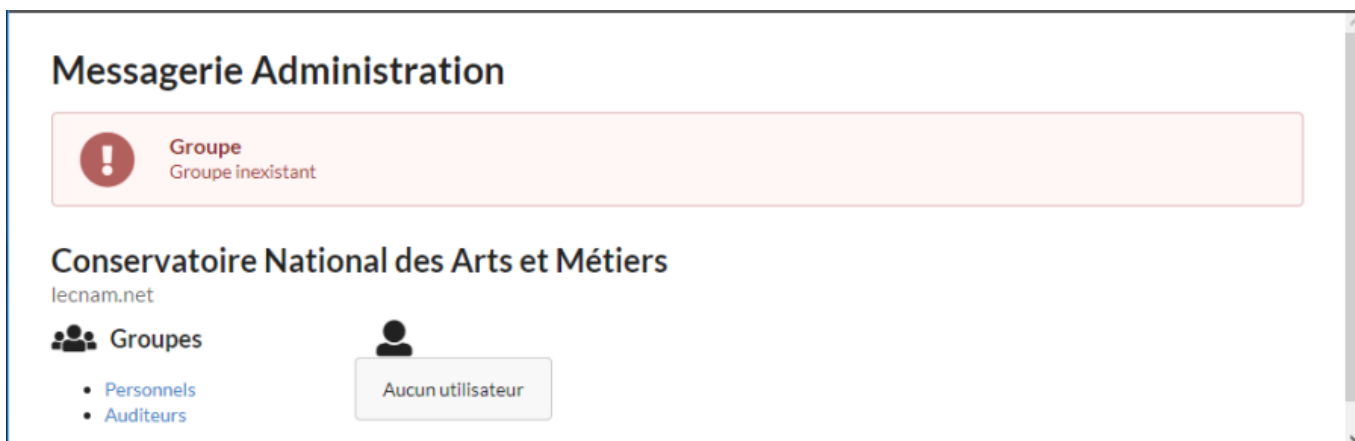 Messagerie Administration
Groupe
Groupe inexistant
Conservatoire National des Arts et Métiers
lecnam.net
Groupes
Personnels
Auditeurs
Aucun utilisateur